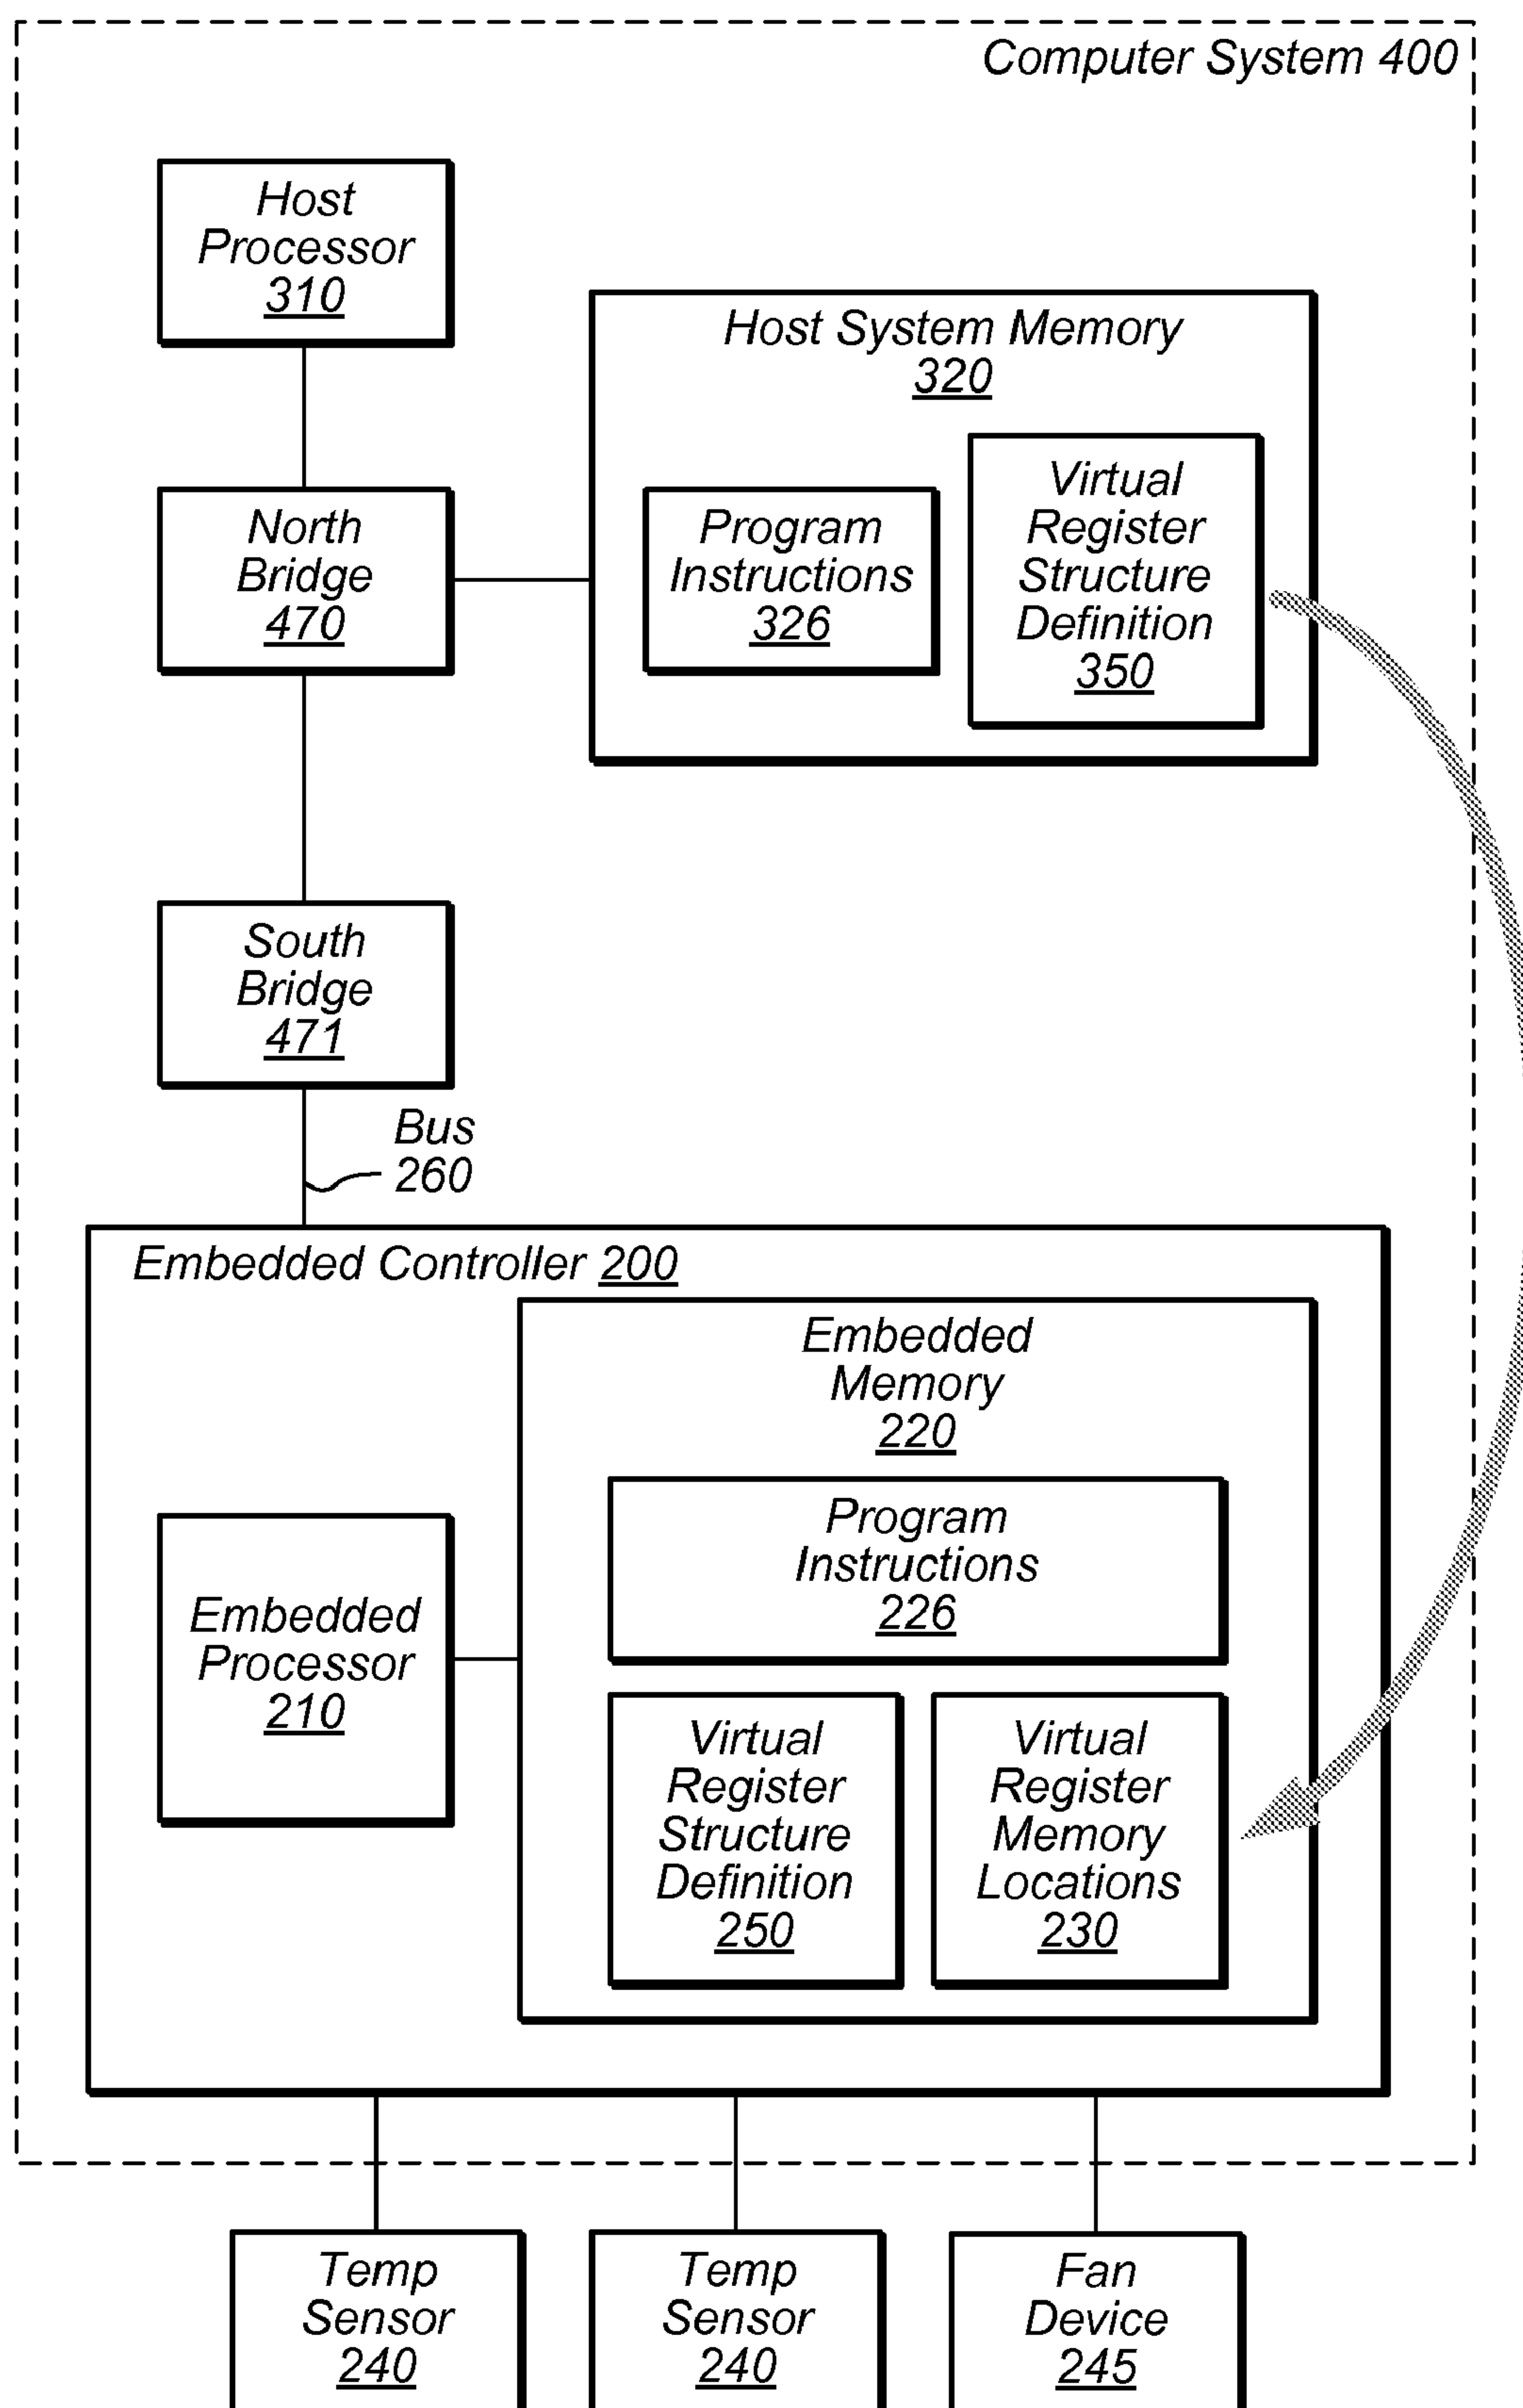 Computer System 400
Host
Processor
310
Host System Memory
320
North
Bridge
470
Program
Instructions
326
Virtual
Register
Structure
Definition
350
South
Bridge
471
Bus
260
Embedded Controller 200
Embedded
Memory
220
Program
Instructions
226
Embedded
Processor
210
Virtual
Register
Structure
Definition
250
Virtual
Register
Memory
Locations
230
Temp
Sensor
240
Temp
Sensor
240
Fan
Device
245